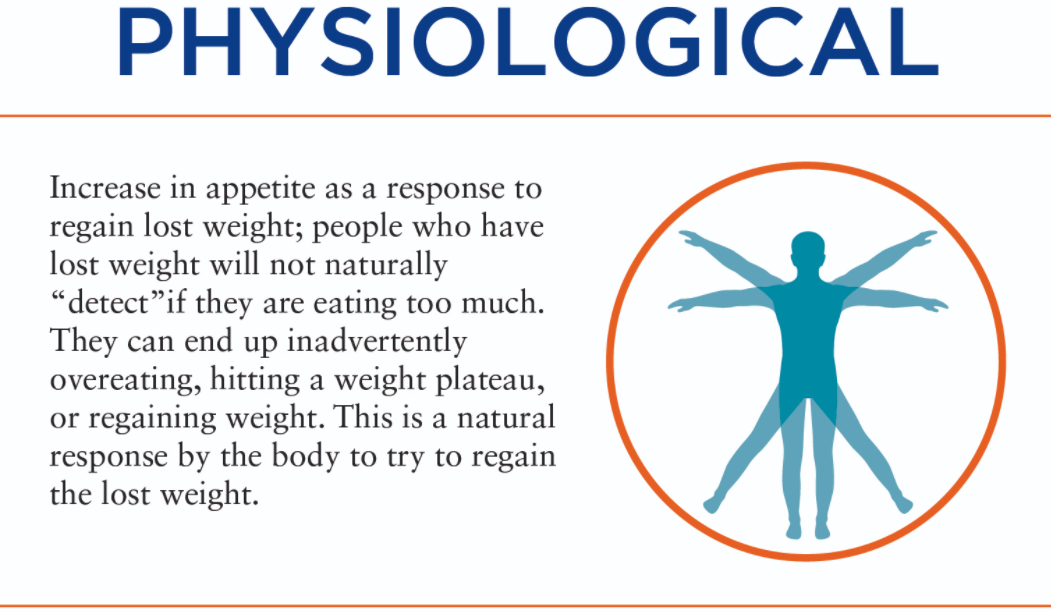 PHYSIOLOGICAL
Increase in appetite as a response to
regain lost weight; people who have
lost weight will not naturally
“detect”if they are eating too much.
They can end up inadvertently
overeating, hitting a weight plateau,
or regaining weight. This is a natural
response by the body to try to regain
the lost weight.